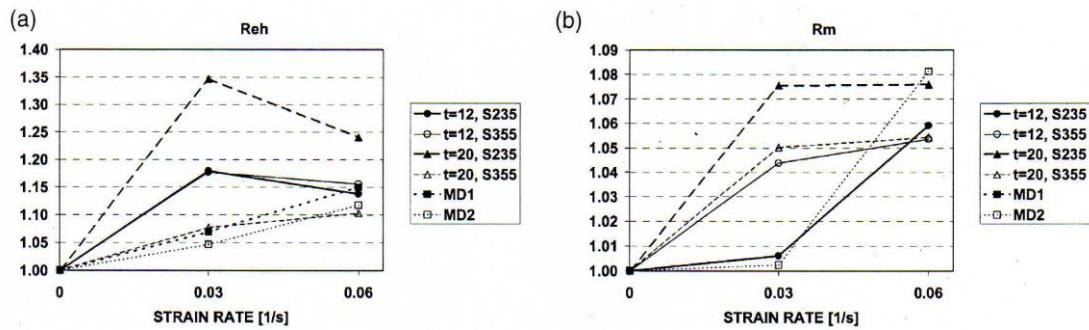 (a)
Reh
1.40
1.35
1.30
1.25
1.20
1.15
1.10
1.05
1.00
0
0.03
0.06
STRAIN RATE [1/s]
t=12, S235
t=12, S355
t=20, S235
t=20, S355
MD1
MD2
(b)
Rm
1.09
1.08
1.07
1.06
1.05
1.04
1.03
1.02
1.01
1.00
0
0.03
0.06
STRAIN RATE [1/s]
t=12, S235
t=12, S355
t=20, S235
t=20, S355
MD1
MD2